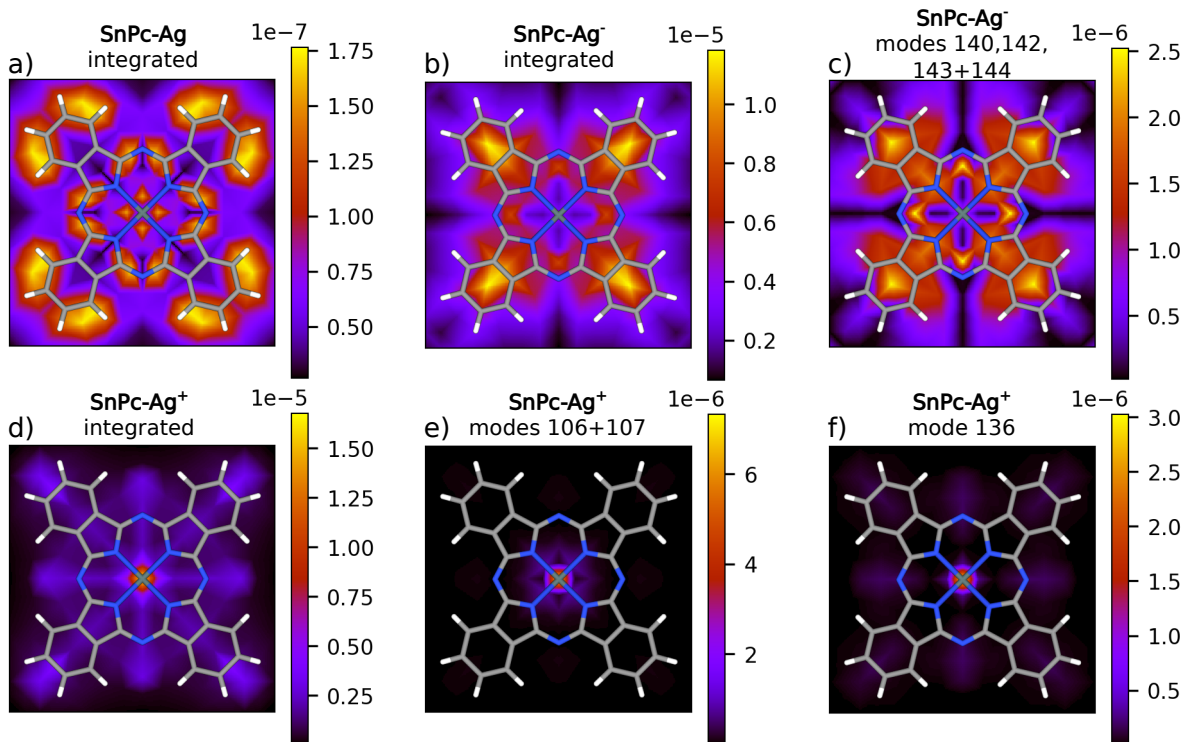 SnPc-Ag
integrated
a)
1e−7
1.75
1.50
1.25
1.00
0.75
0.50
SnPc-Ag⁻
integrated
b)
1e−5
1.0
0.8
0.6
0.4
0.2
SnPc-Ag⁻
modes 140,142,
143+144
c)
1e−6
2.5
2.0
1.5
1.0
0.5
SnPc-Ag⁺
integrated
d)
1e−5
1.50
1.25
1.00
0.75
0.50
0.25
SnPc-Ag⁺
modes 106+107
e)
1e−6
6
4
2
SnPc-Ag⁺
mode 136
f)
1e−6
3.0
2.5
2.0
1.5
1.0
0.5